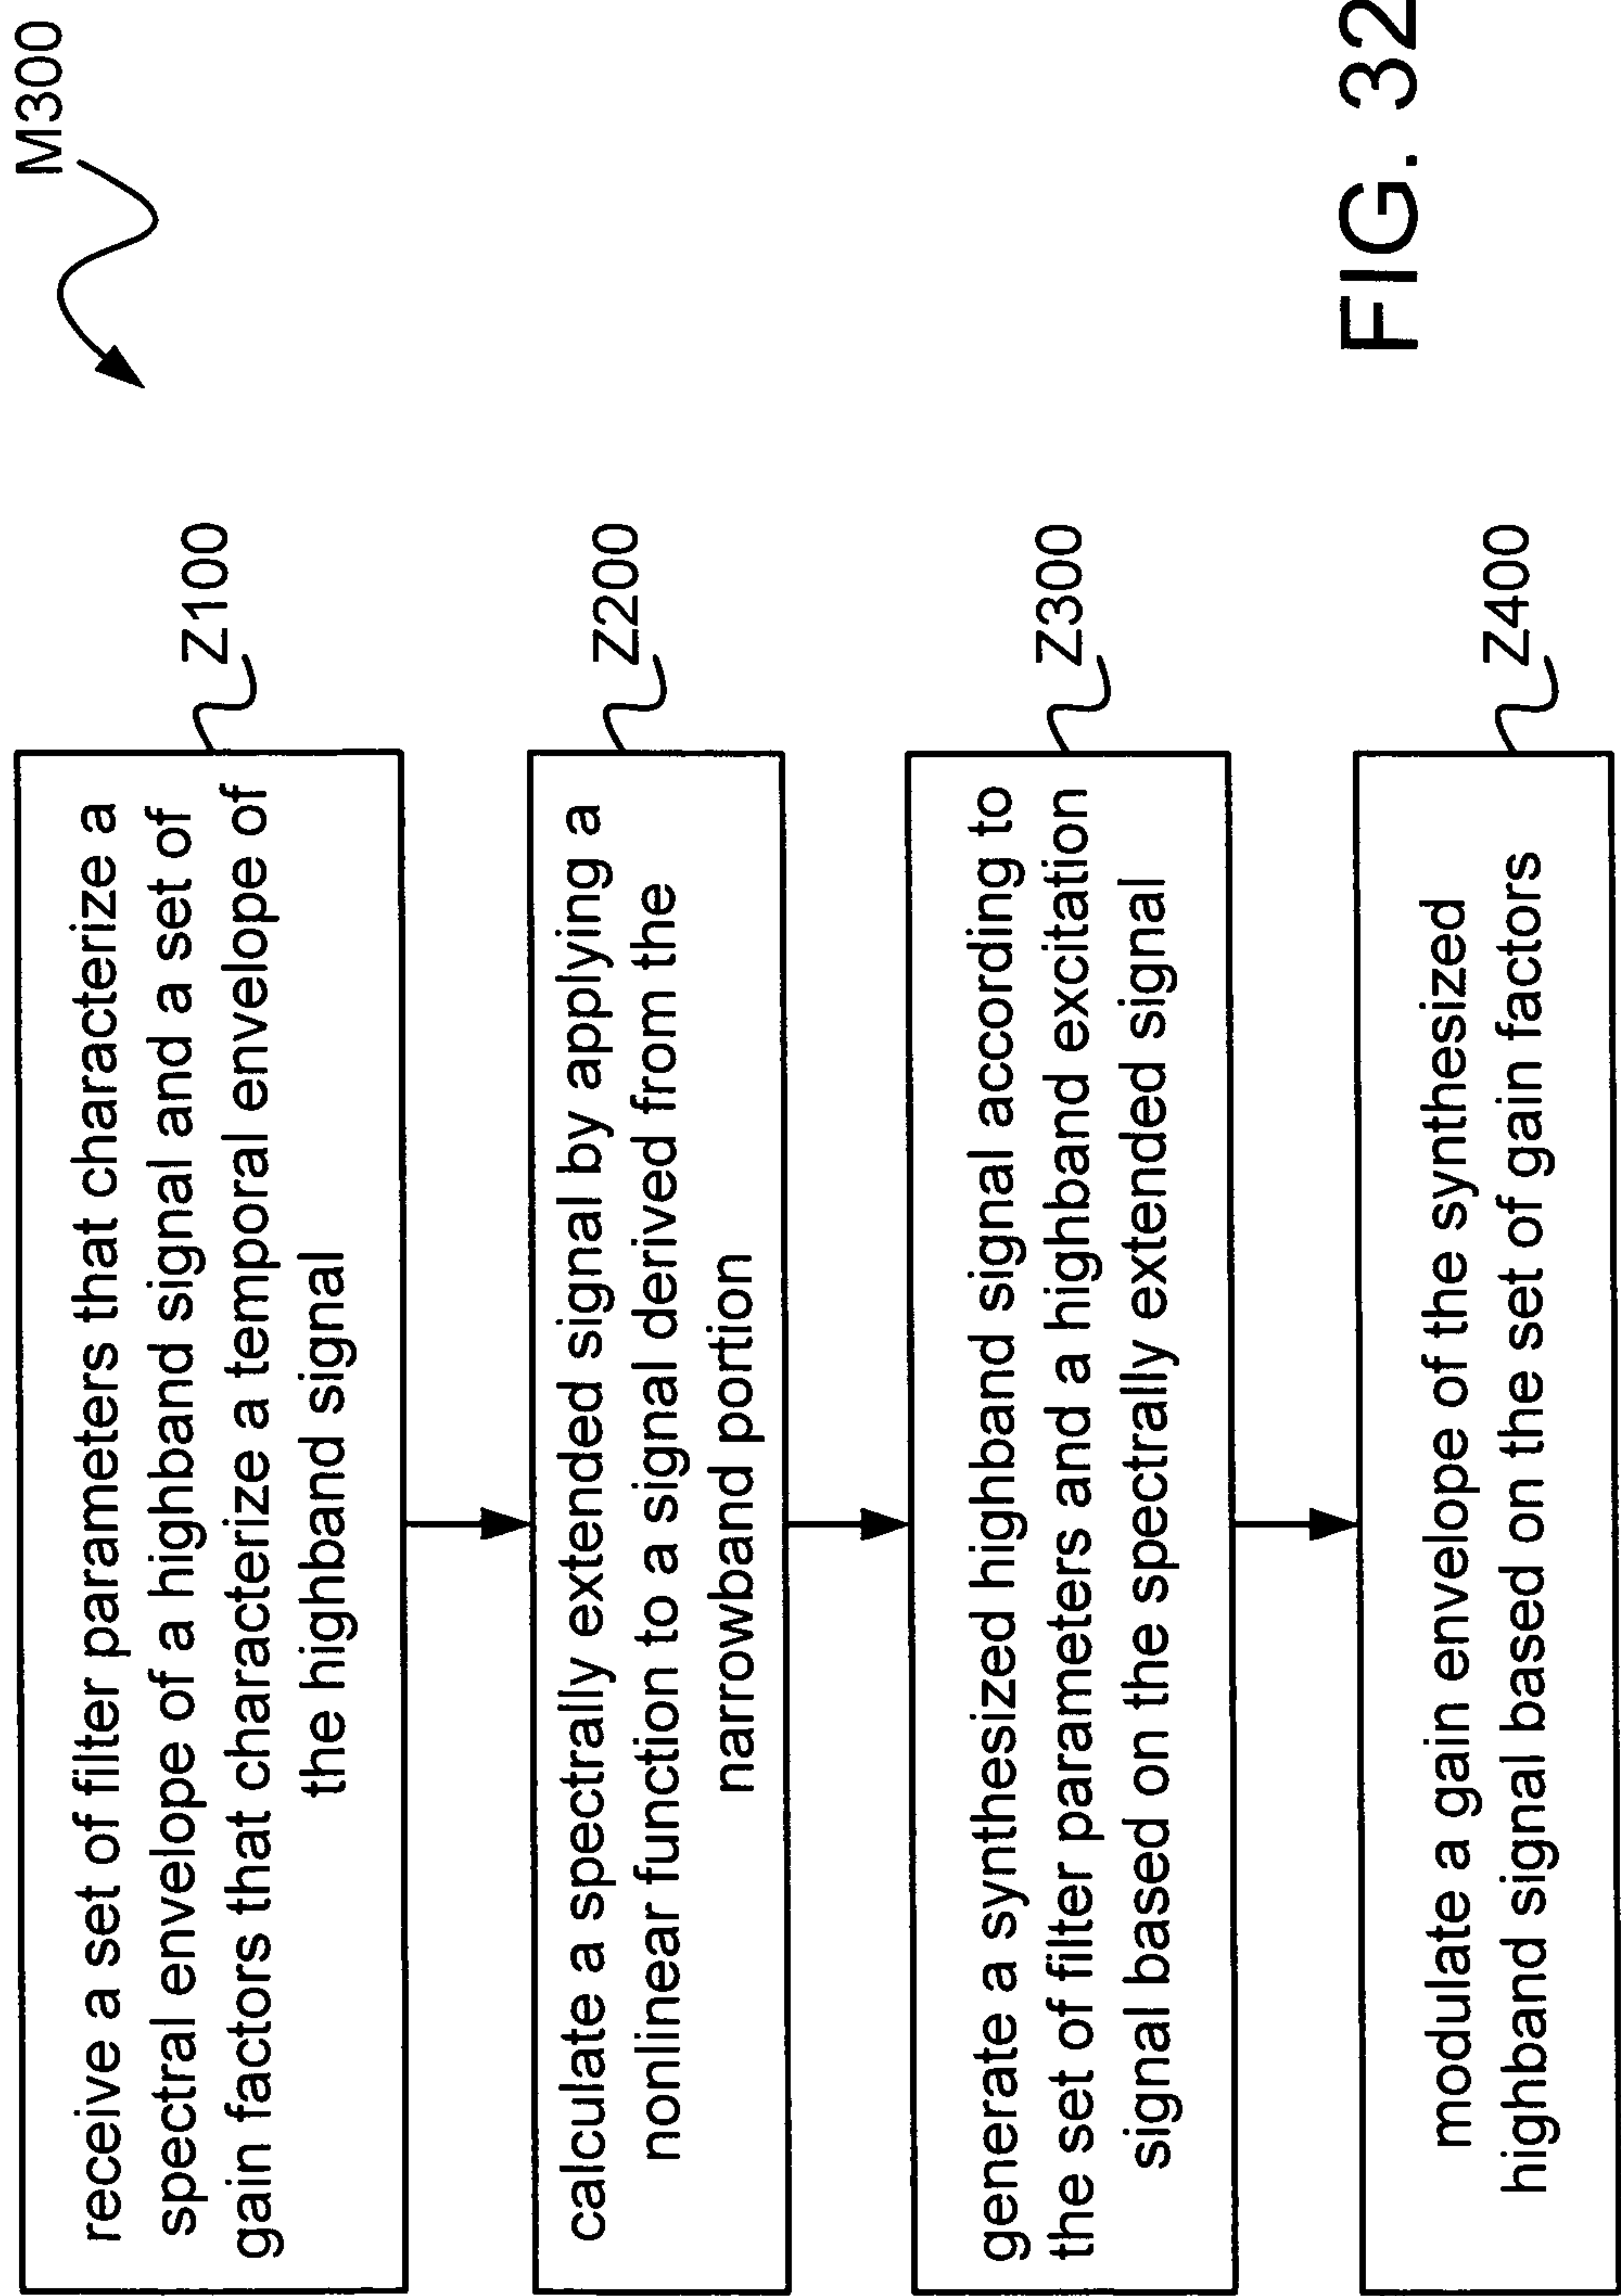 M300
receive a set of filter parameters that characterize a
spectral envelope of a highband signal and a set of
gain factors that characterize a temporal envelope of
the highband signal
Z100
calculate a spectrally extended signal by applying a
nonlinear function to a signal derived from the
narrowband portion
Z200
generate a synthesized highband signal according to
the set of filter parameters and a highband excitation
signal based on the spectrally extended signal
Z300
modulate a gain envelope of the synthesized
highband signal based on the set of gain factors
Z400
FIG. 32